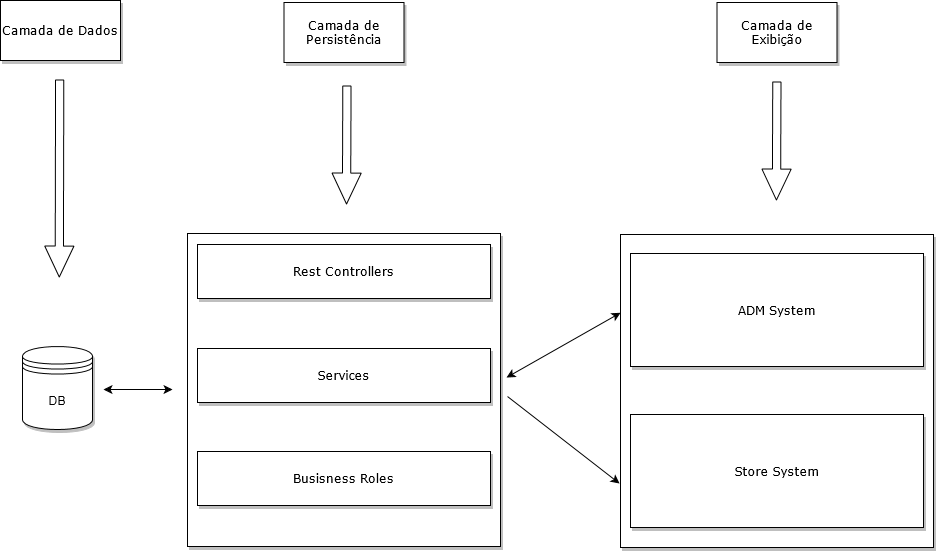 Camada de Dados
Camada de
Persistência
Camada de
Exibição
Rest Controllers
Services
Busisness Roles
DB
ADM System
Store System